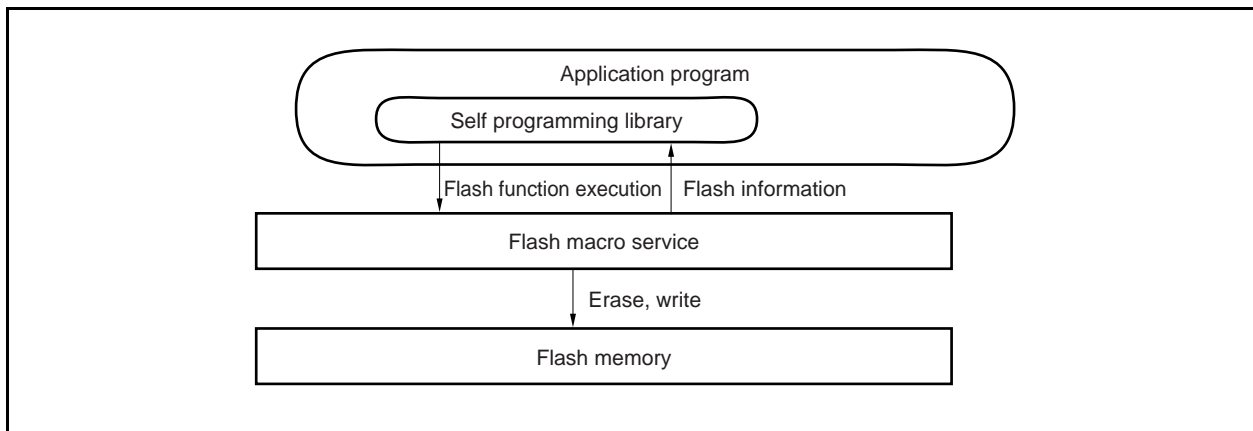 Application program
Self programming library
Flash function execution
Flash information
Flash macro service
Erase, write
Flash memory